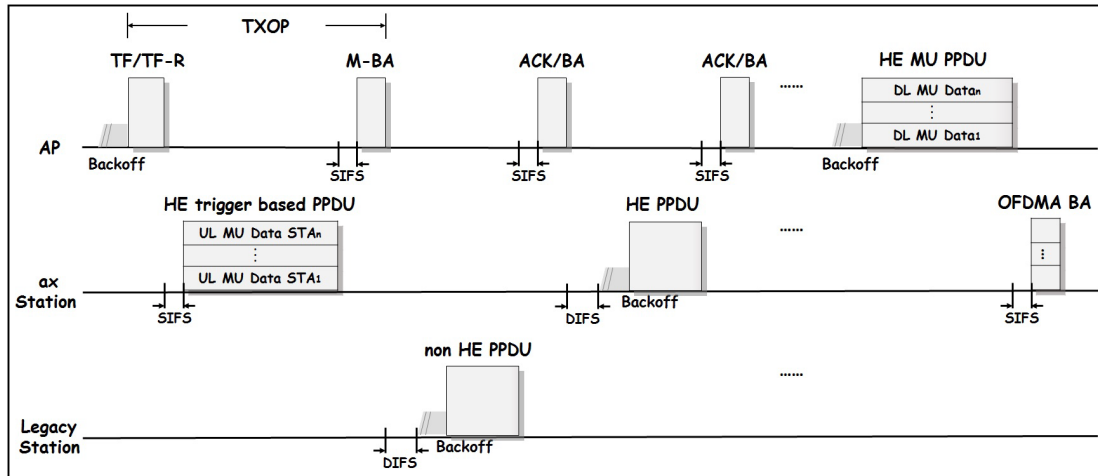 TXOP
TF/TF-R M-BA ACK/BA ACK/BA HE MU PPDU
...... DL MU Datan
⋮
DL MU Data1
AP
Backoff SIFS SIFS SIFS Backoff
HE trigger based PPDU HE PPDU OFDMA BA
UL MU Data STAn ......
⋮ ⋮
UL MU Data STA1
ax
Station
SIFS DIFS Backoff SIFS
non HE PPDU
......
Legacy
Station
DIFS Backoff